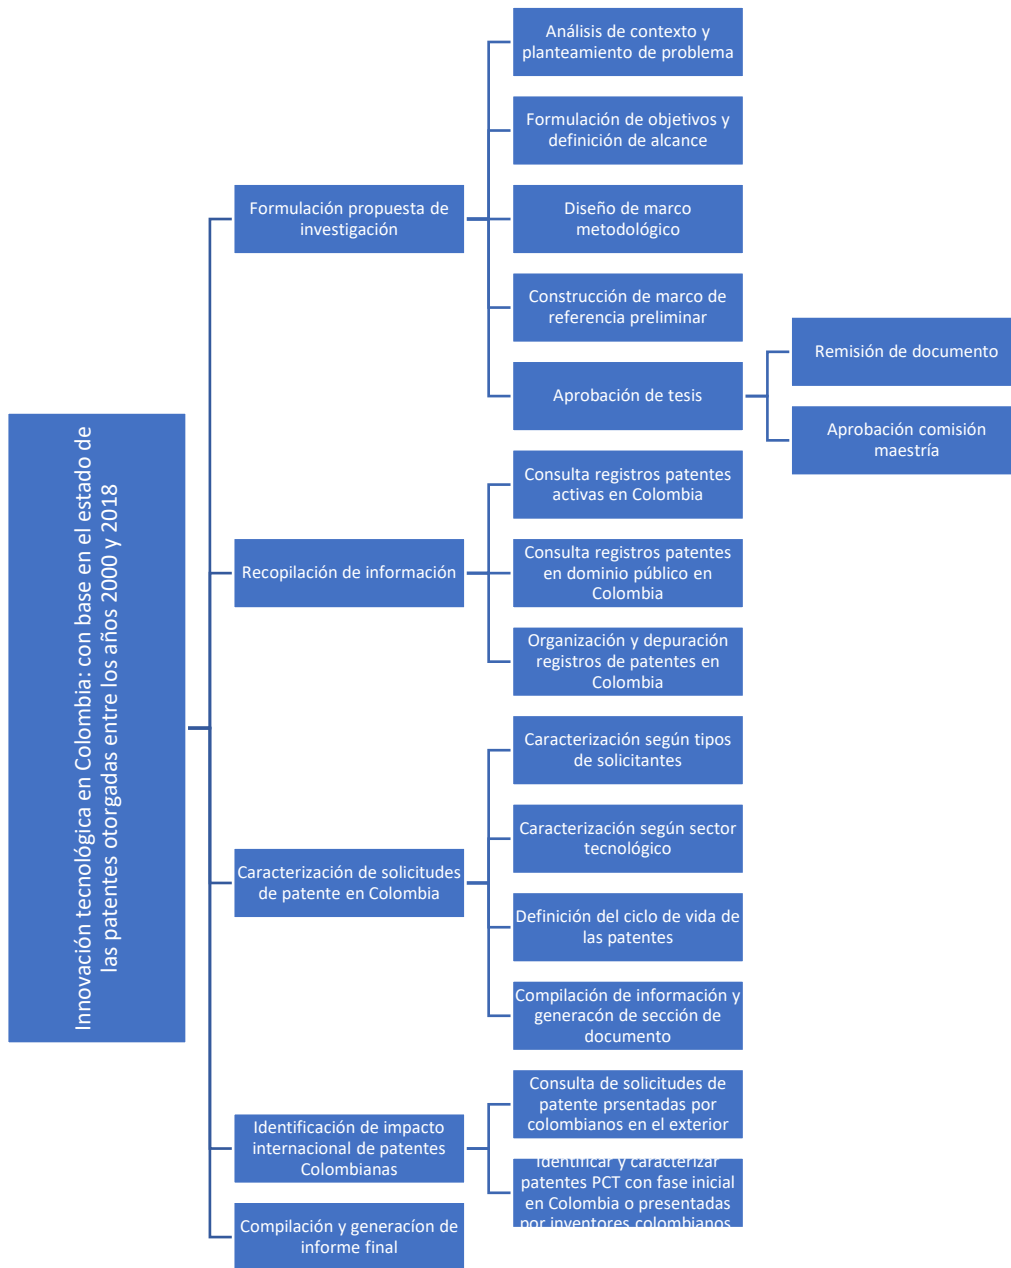 Innovación tecnológica en Colombia: con base en el estado de
las patentes otorgadas entre los años 2000 y 2018
Formulación propuesta de
investigación
Análisis de contexto y
planteamiento de problema
Formulación de objetivos y
definición de alcance
Diseño de marco
metodológico
Construcción de marco de
referencia preliminar
Aprobación de tesis
Remisión de documento
Aprobación comisión
maestría
Recopilación de información
Consulta registros patentes
activas en Colombia
Consulta registros patentes
en dominio público en
Colombia
Organización y depuración
registros de patentes en
Colombia
Caracterización de solicitudes
de patente en Colombia
Caracterización según tipos
de solicitantes
Caracterización según sector
tecnológico
Definición del ciclo de vida de
las patentes
Compilación de información y
generacón de sección de
documento
Identificación de impacto
internacional de patentes
Colombianas
Consulta de solicitudes de
patente prsentadas por
colombianos en el exterior
Identificar y caracterizar
patentes PCT con fase inicial
en Colombia o presentadas
por inventores colombianos.
Compilación y generacíon de
informe final